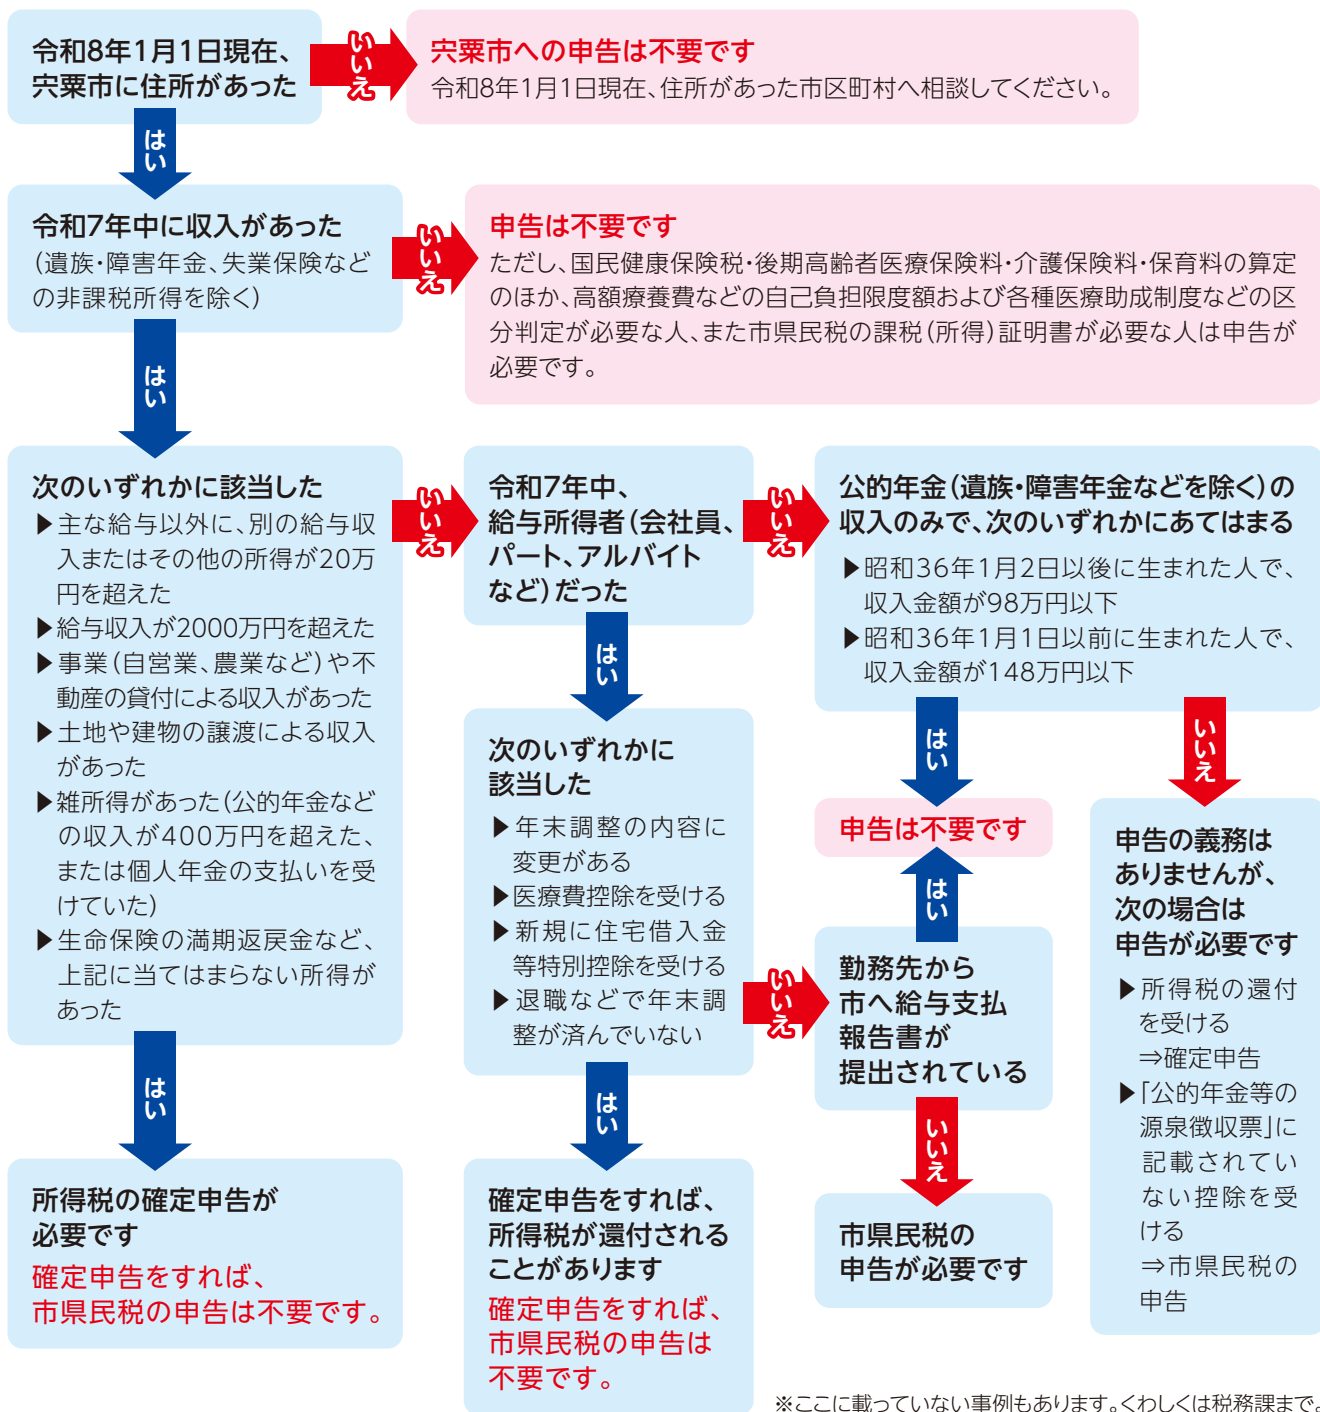 令和8年1月1日現在、
宍粟市に住所があった
いいえ
宍粟市への申告は不要です
令和8年1月1日現在、住所があった市区町村へ相談してください。
はい
令和7年中に収入があった
（遺族・障害年金、失業保険など
の非課税所得を除く）
いいえ
申告は不要です
ただし、国民健康保険税・後期高齢者医療保険料・介護保険料・保育料の算定
のほか、高額療養費などの自己負担限度額および各種医療助成制度などの区
分判定が必要な人、また市県民税の課税（所得）証明書が必要な人は申告が
必要です。
はい
次のいずれかに該当した
▶主な給与以外に、別の給与収
入またはその他の所得が20万
円を超えた
▶給与収入が2000万円を超えた
▶事業（自営業、農業など）や不
動産の貸付による収入があった
▶土地や建物の譲渡による収入
があった
▶雑所得があった（公的年金など
の収入が400万円を超えた、
または個人年金の支払いを受
けていた）
▶生命保険の満期返戻金など、
上記に当てはまらない所得が
あった
はい
所得税の確定申告が
必要です
確定申告をすれば、
市県民税の申告は不要です。
いいえ
令和7年中、
給与所得者（会社員、
パート、アルバイト
など）だった
はい
次のいずれかに
該当した
▶年末調整の内容に
変更がある
▶医療費控除を受ける
▶新規に住宅借入金
等特別控除を受ける
▶退職などで年末調
整が済んでいない
はい
確定申告をすれば、
所得税が還付される
ことがあります
確定申告をすれば、
市県民税の申告は
不要です。
いいえ
公的年金（遺族・障害年金などを除く）の
収入のみで、次のいずれかにあてはまる
▶昭和36年1月2日以後に生まれた人で、
収入金額が98万円以下
▶昭和36年1月1日以前に生まれた人で、
収入金額が148万円以下
はい
申告は不要です
はい
いいえ
勤務先から
市へ給与支払
報告書が
提出されている
いいえ
市県民税の
申告が必要です
いいえ
申告の義務は
ありませんが、
次の場合は
申告が必要です
▶所得税の還付
を受ける
⇒確定申告
▶「公的年金等の
源泉徴収票」に
記載されてい
ない控除を受
ける
⇒市県民税の
申告
※ここに載っていない事例もあります。くわしくは税務課まで。